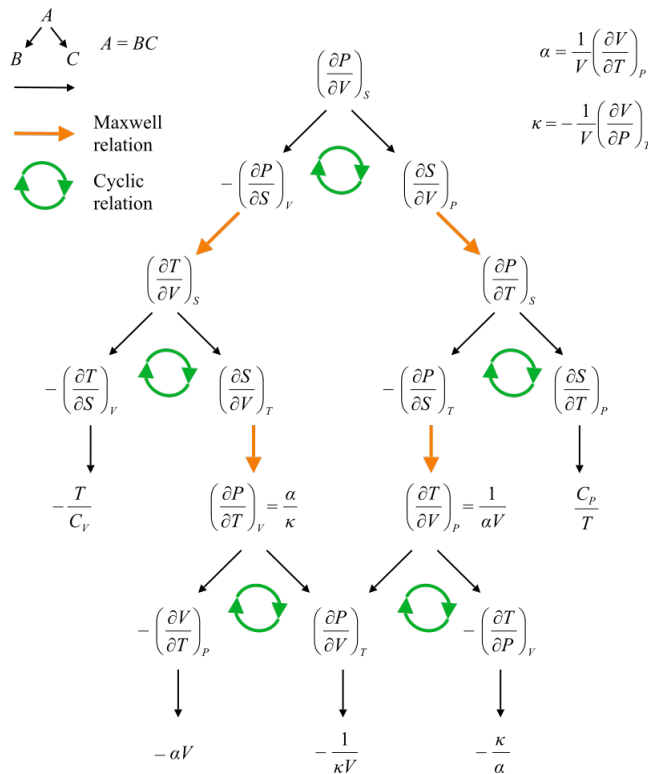 A
B C A = BC
α = 1/V (∂V/∂T)_P
κ = − 1/V (∂V/∂P)_T
Maxwell
relation
Cyclic
relation
(∂P/∂V)_S
−(∂P/∂S)_V (∂S/∂V)_P
(∂T/∂V)_S (∂P/∂T)_S
−(∂T/∂S)_V (∂S/∂V)_T −(∂P/∂S)_T (∂S/∂T)_P
−T/C_V (∂P/∂T)_V = α/κ (∂T/∂V)_P = 1/αV C_P/T
−(∂V/∂T)_P (∂P/∂V)_T −(∂T/∂P)_V
−αV −1/κV −κ/α